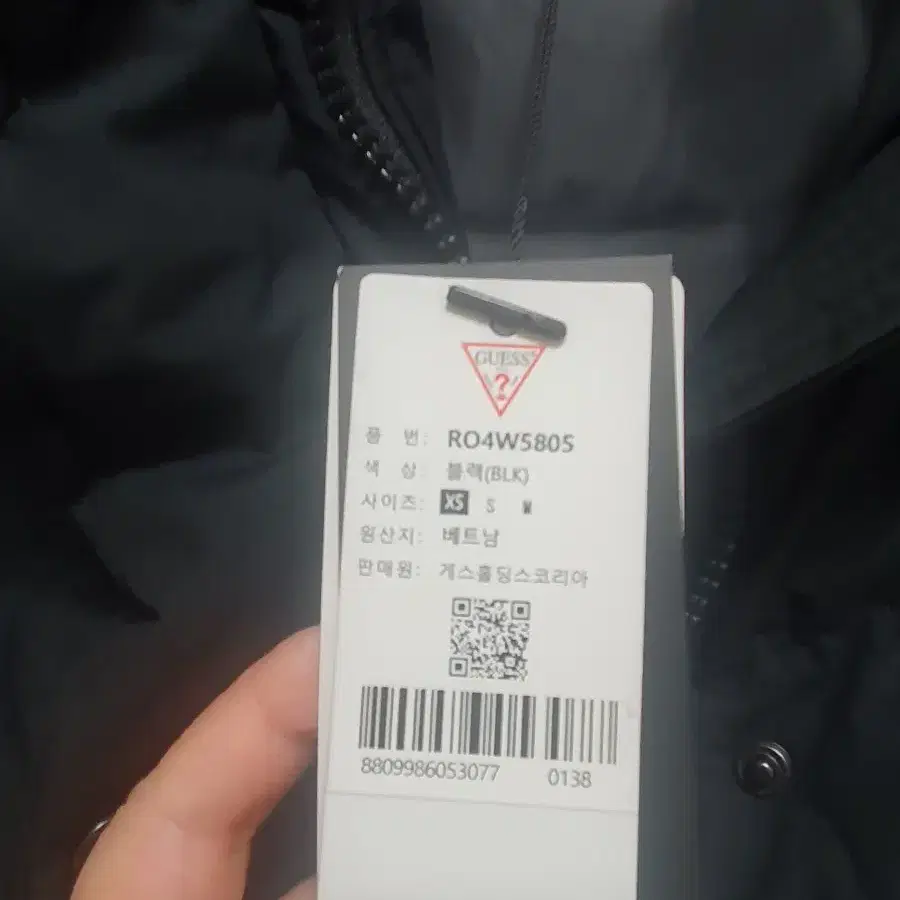 GUESS
?
품 번: RO4W5805
색 상: 블랙(BLK)
사이즈: XS S M
원산지: 베트남
판매원: 게스홀딩스코리아
8809986053077 0138